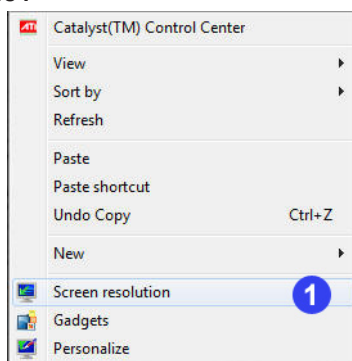 ATI Catalyst(TM) Control Center
View
Sort by
Refresh
Paste
Paste shortcut
Undo Copy Ctrl+Z
New
Screen resolution 1
Gadgets
Personalize